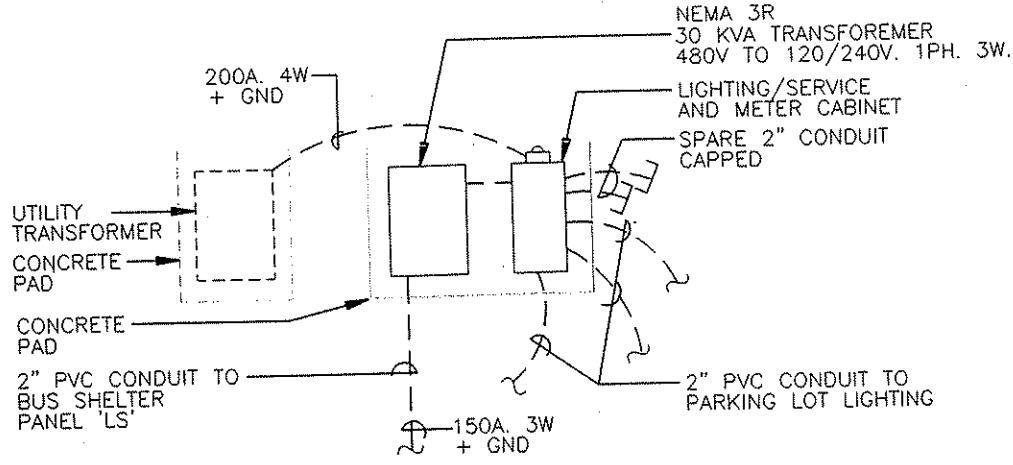 NEMA 3R
30 KVA TRANSFOREMER
480V TO 120/240V. 1PH. 3W.
200A. 4W
+ GND
LIGHTING/SERVICE
AND METER CABINET
SPARE 2" CONDUIT
CAPPED
UTILITY
TRANSFORMER
CONCRETE
PAD
CONCRETE
PAD
2" PVC CONDUIT TO
BUS SHELTER
PANEL 'LS'
2" PVC CONDUIT TO
PARKING LOT LIGHTING
150A. 3W
+ GND